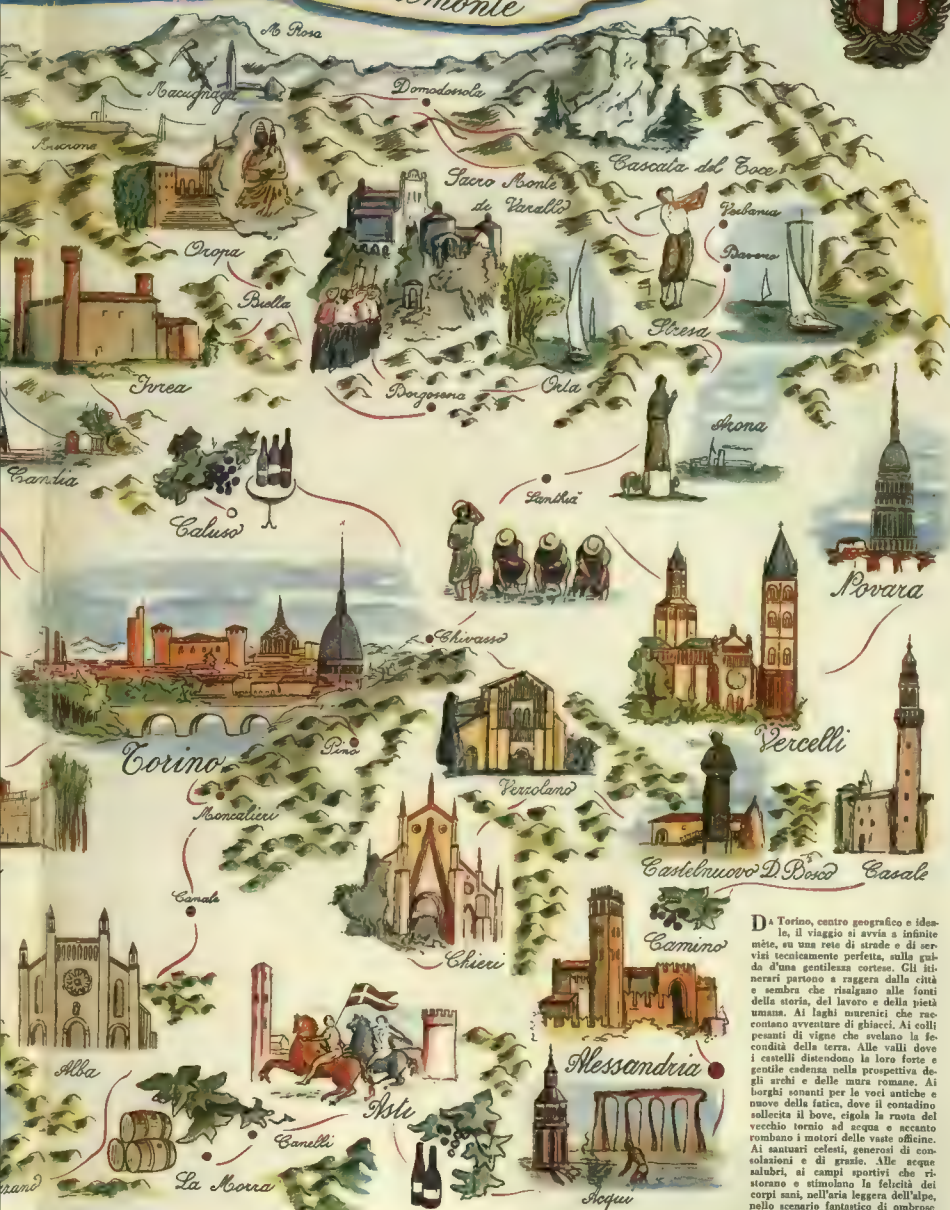 M. Rosa
Macugnaga
Domodossola
Mucrone
Cascata del Toce
Sacro Monte
de Varallo
Verbania
Oropa
Baveno
Biella
Stresa
Ivrea
Borgosesia
Orta
Arona
Candia
Santhià
Caluso
Novara
Chivasso
Torino
Pino
Vercelli
Vezzolano
Moncalieri
Castelnuovo D. Bosco
Casale
Canale
Camino
Chieri
Alba
Alessandria
Asti
Canelli
La Morra
Acqui
DA Torino, centro geografico e idea-
le, il viaggio si avvia a infinite
mète, su una rete di strade e di ser-
vizi tecnicamente perfetta, sulla gui-
da d'una gentilezza cortese. Gli iti-
nerari partono a raggera dalla città
e sembra che risalgano alle fonti
della storia, del lavoro e della pietà
umana. Ai laghi murenici che rac-
contano avventure di ghiacci. Ai colli
pesanti di vigne che svelano la fe-
condità della terra. Alle valli dove
i castelli distendono la loro forte e
gentile cadenza nella prospettiva de-
gli archi e delle mura romane. Ai
borghi sonanti per le voci antiche e
nuove della fatica, dove il contadino
sollecita il bove, cigola la ruota del
vecchio tornio ad acqua e accanto
rombano i motori delle vaste officine.
Ai santuari celesti, generosi di con-
solazioni e di grazie. Alle acque
salubri, ai campi sportivi che ri-
storano e stimolano la felicità dei
corpi sani, nell'aria leggera dell'alpe,
nello scenario fantastico di ombrose